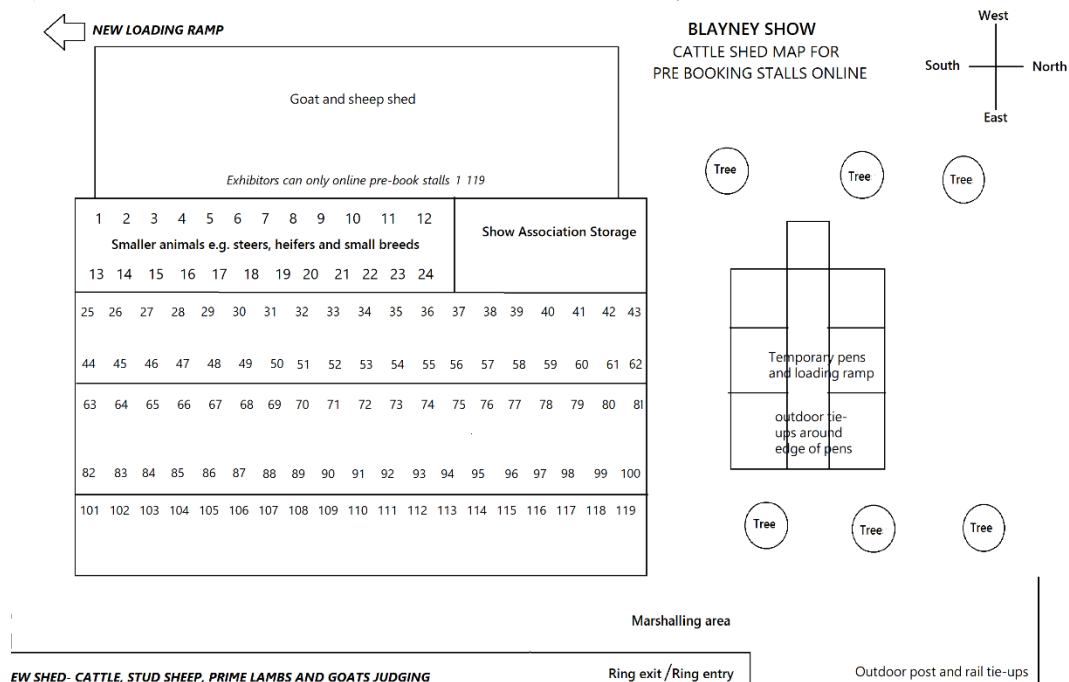 NEW LOADING RAMP
BLAYNEY SHOW
CATTLE SHED MAP FOR
PRE BOOKING STALLS ONLINE
West
South
North
East
Goat and sheep shed
Exhibitors can only online pre-book stalls 1 119
Tree
Tree
Tree
1 2 3 4 5 6 7 8 9 10 11 12
Smaller animals e.g. steers, heifers and small breeds
13 14 15 16 17 18 19 20 21 22 23 24
Show Association Storage
25 26 27 28 29 30 31 32 33 34 35 36 37 38 39 40 41 42 43
44 45 46 47 48 49 50 51 52 53 54 55 56 57 58 59 60 61 62
63 64 65 66 67 68 69 70 71 72 73 74 75 76 77 78 79 80 81
82 83 84 85 86 87 88 89 90 91 92 93 94 95 96 97 98 99 100
101 102 103 104 105 106 107 108 109 110 111 112 113 114 115 116 117 118 119
Temporary pens
and loading ramp
outdoor tie-
ups around
edge of pens
Tree
Tree
Tree
Marshalling area
EW SHED- CATTLE, STUD SHEEP, PRIME LAMBS AND GOATS JUDGING
Ring exit /Ring entry
Outdoor post and rail tie-ups